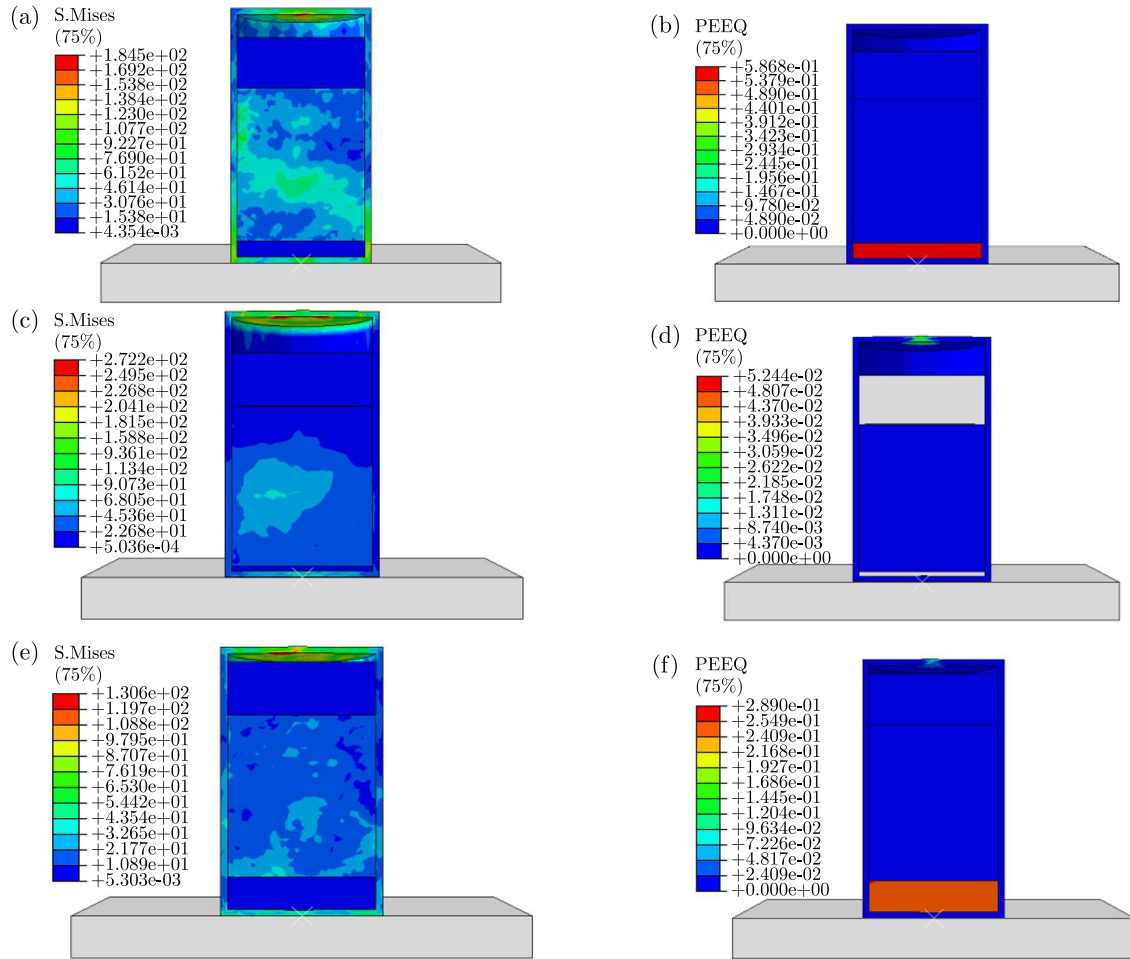 (a) S.Mises
(75%)
+1.845e+02
+1.692e+02
+1.538e+02
+1.384e+02
+1.230e+02
+1.077e+02
+9.227e+01
+7.690e+01
+6.152e+01
+4.614e+01
+3.076e+01
+1.538e+01
+4.354e-03
(b) PEEQ
(75%)
+5.868e-01
+5.379e-01
+4.890e-01
+4.401e-01
+3.912e-01
+3.423e-01
+2.934e-01
+2.445e-01
+1.956e-01
+1.467e-01
+9.780e-02
+4.890e-02
+0.000e+00
(c) S.Mises
(75%)
+2.722e+02
+2.495e+02
+2.268e+02
+2.041e+02
+1.815e+02
+1.588e+02
+9.361e+02
+1.134e+02
+9.073e+01
+6.805e+01
+4.536e+01
+2.268e+01
+5.036e-04
(d) PEEQ
(75%)
+5.244e-02
+4.807e-02
+4.370e-02
+3.933e-02
+3.496e-02
+3.059e-02
+2.622e-02
+2.185e-02
+1.748e-02
+1.311e-02
+8.740e-03
+4.370e-03
+0.000e+00
(e) S.Mises
(75%)
+1.306e+02
+1.197e+02
+1.088e+02
+9.795e+01
+8.707e+01
+7.619e+01
+6.530e+01
+5.442e+01
+4.354e+01
+3.265e+01
+2.177e+01
+1.089e+01
+5.303e-03
(f) PEEQ
(75%)
+2.890e-01
+2.549e-01
+2.409e-01
+2.168e-01
+1.927e-01
+1.686e-01
+1.445e-01
+1.204e-01
+9.634e-02
+7.226e-02
+4.817e-02
+2.409e-02
+0.000e+00